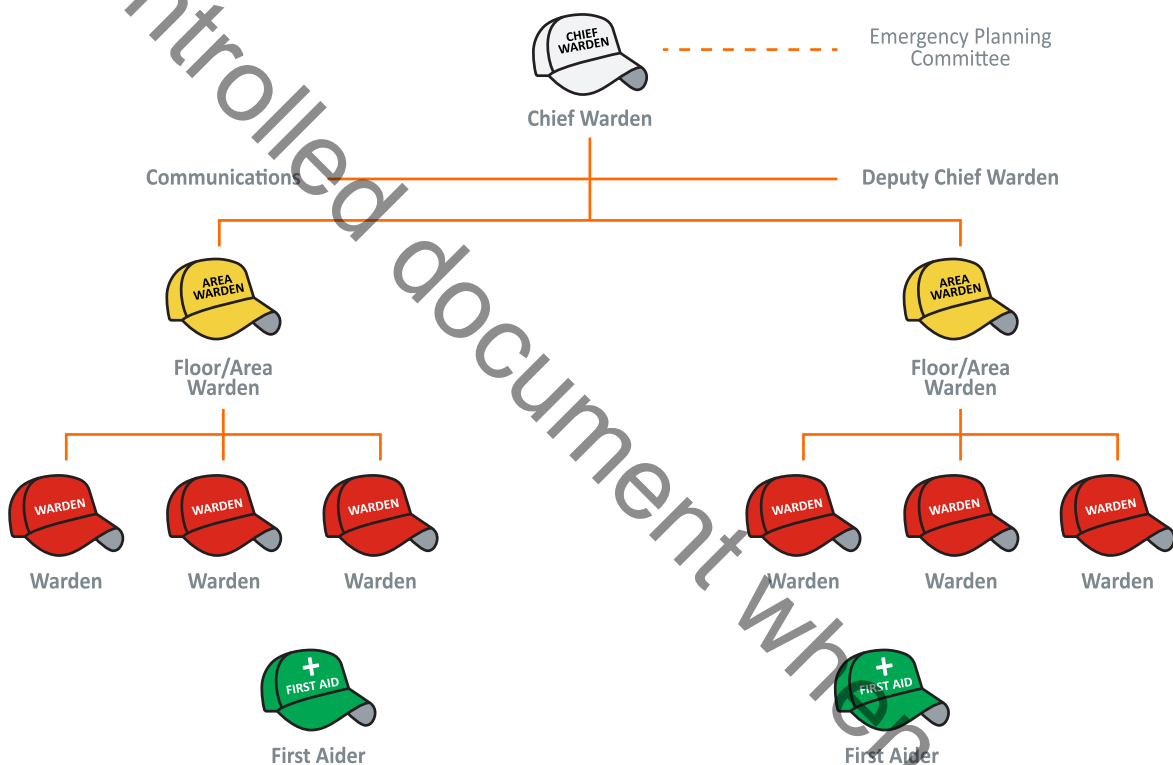 CHIEF
WARDEN
Emergency Planning
Committee
Chief Warden
Communications
Deputy Chief Warden
AREA
WARDEN
AREA
WARDEN
Floor/Area
Warden
Floor/Area
Warden
WARDEN
WARDEN
WARDEN
WARDEN
WARDEN
WARDEN
Warden
Warden
Warden
Warden
Warden
Warden
FIRST AID
FIRST AID
First Aider
First Aider
ntrolled document when